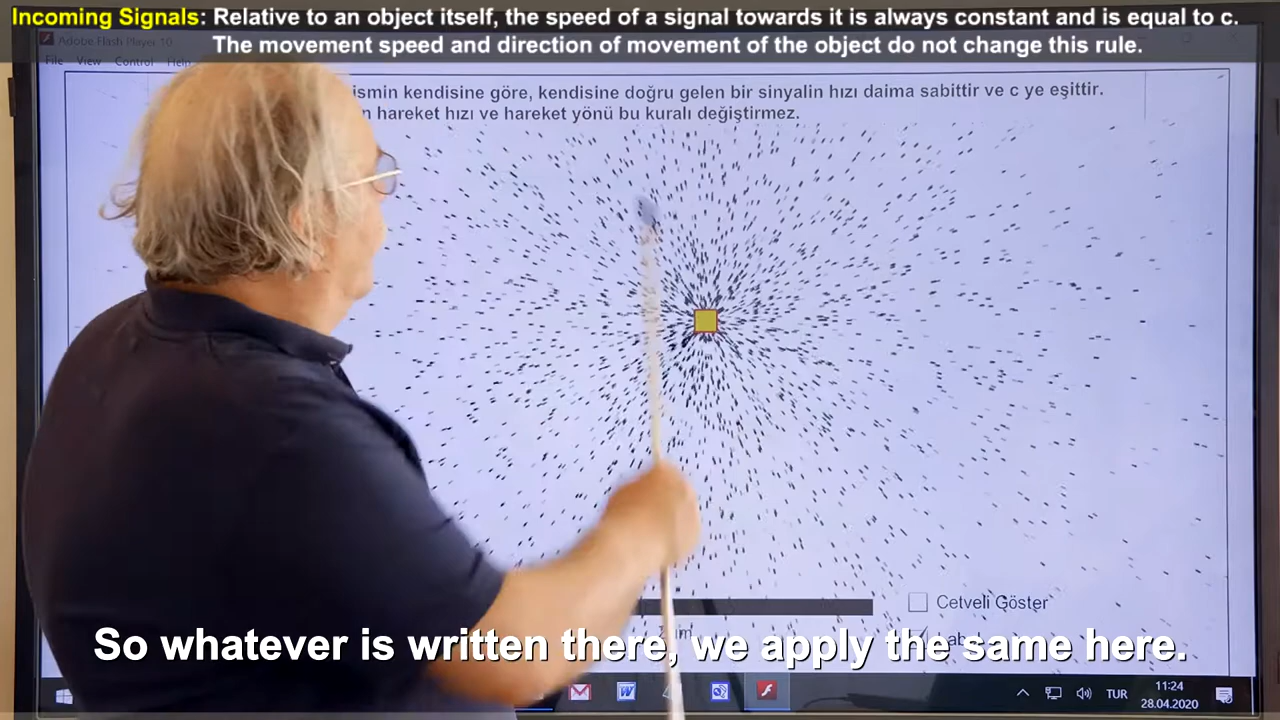 Incoming Signals: Relative to an object itself, the speed of a signal towards it is always constant and is equal to c.
The movement speed and direction of movement of the object do not change this rule.
Adobe Flash Player 10
File View Control Help
ismin kendisine göre, kendisine doğru gelen bir sinyalin hızı daima sabittir ve c ye eşittir.
n hareket hızı ve hareket yönü bu kuralı değiştirmez.
Cetveli Göster
So whatever is written there, we apply the same here.
TUR
11:24
28.04.2020